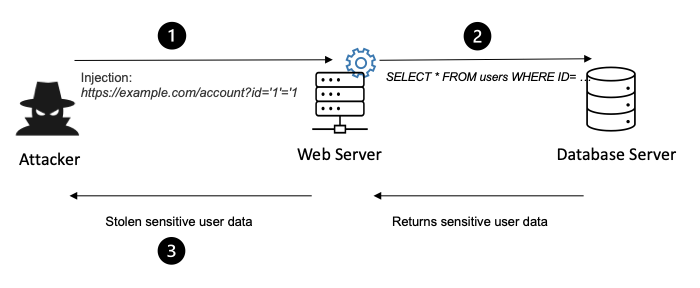 1
2
Injection:
https://example.com/account?id='1'='1
SELECT * FROM users WHERE ID= ...
Attacker
Web Server
Database Server
Stolen sensitive user data
Returns sensitive user data
3